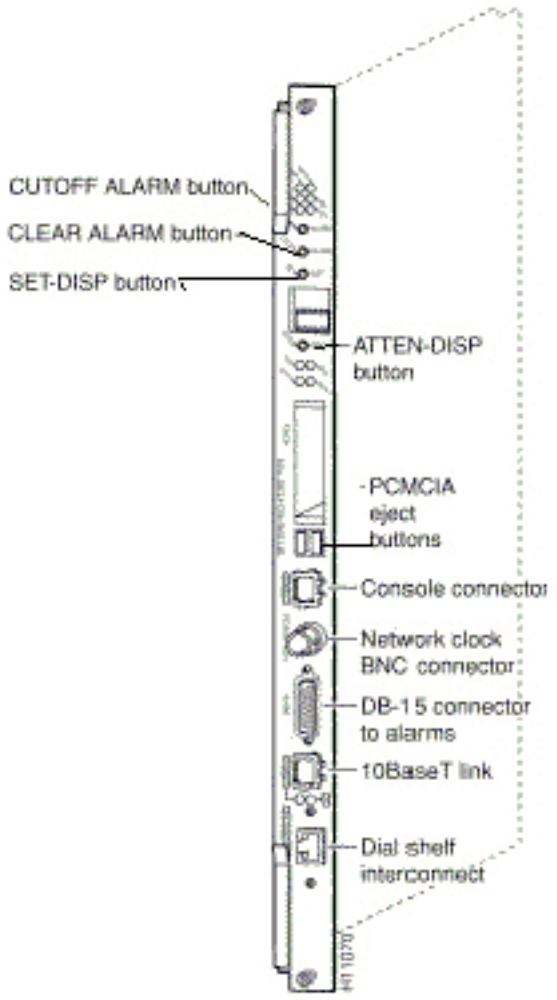 CUTOFF ALARM button
CLEAR ALARM button
SET-DISP button
ATTEN-DISP
button
PCMCIA
eject
buttons
Console connector
Network clock
BNC connector
DB-15 connector
to alarms
10BaseT link
Dial shelf
interconnect
H11070